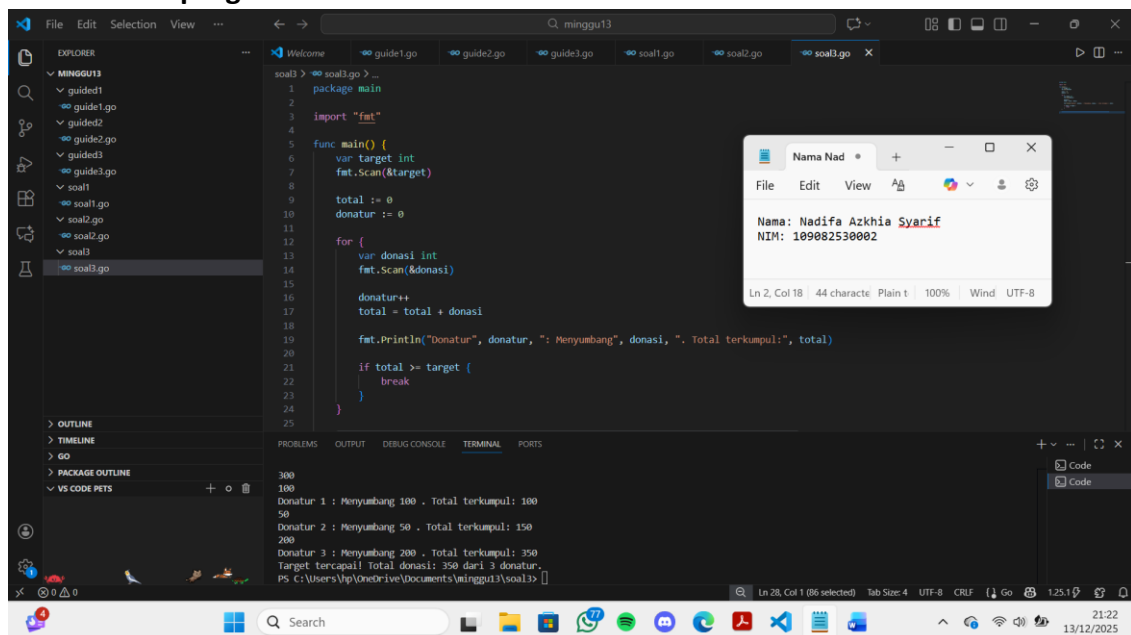 File Edit Selection View ...
minggu13
EXPLORER
MINGGU13
guided1
guide1.go
guided2
guide2.go
guided3
guide3.go
soal1
soal1.go
soal2.go
soal2.go
soal3
soal3.go
OUTLINE
TIMELINE
GO
PACKAGE OUTLINE
VS CODE PETS
Welcome guide1.go guide2.go guide3.go soal1.go soal2.go soal3.go
soal3 > soal3.go > ...
1 package main
2
3 import "fmt"
4
5 func main() {
6 var target int
7 fmt.Scan(&target)
8
9 total := 0
10 donatur := 0
11
12 for {
13 var donasi int
14 fmt.Scan(&donasi)
15
16 donatur++
17 total = total + donasi
18
19 fmt.Println("Donatur", donatur, ": Menyumbang", donasi, ". Total terkumpul:", total)
20
21 if total >= target {
22 break
23 }
24 }
25
Nama Nad
File Edit View
Nama: Nadifa Azkhia Syarif
NIM: 109082530002
Ln 2, Col 18 44 characte Plain t 100% Wind UTF-8
PROBLEMS OUTPUT DEBUG CONSOLE TERMINAL PORTS
Code
Code
300
100
Donatur 1 : Menyumbang 100 . Total terkumpul: 100
50
Donatur 2 : Menyumbang 50 . Total terkumpul: 150
200
Donatur 3 : Menyumbang 200 . Total terkumpul: 350
Target tercapai! Total donasi: 350 dari 3 donatur.
PS C:\Users\hp\OneDrive\Documents\minggu13\soal3>
0 0 Ln 28, Col 1 (86 selected) Tab Size: 4 UTF-8 CRLF Go 1.25.1
Search
21:22
13/12/2025